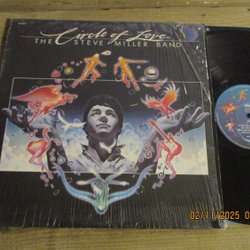 Circle of Love
THE STEVE MILLER BAND
02/11/2025